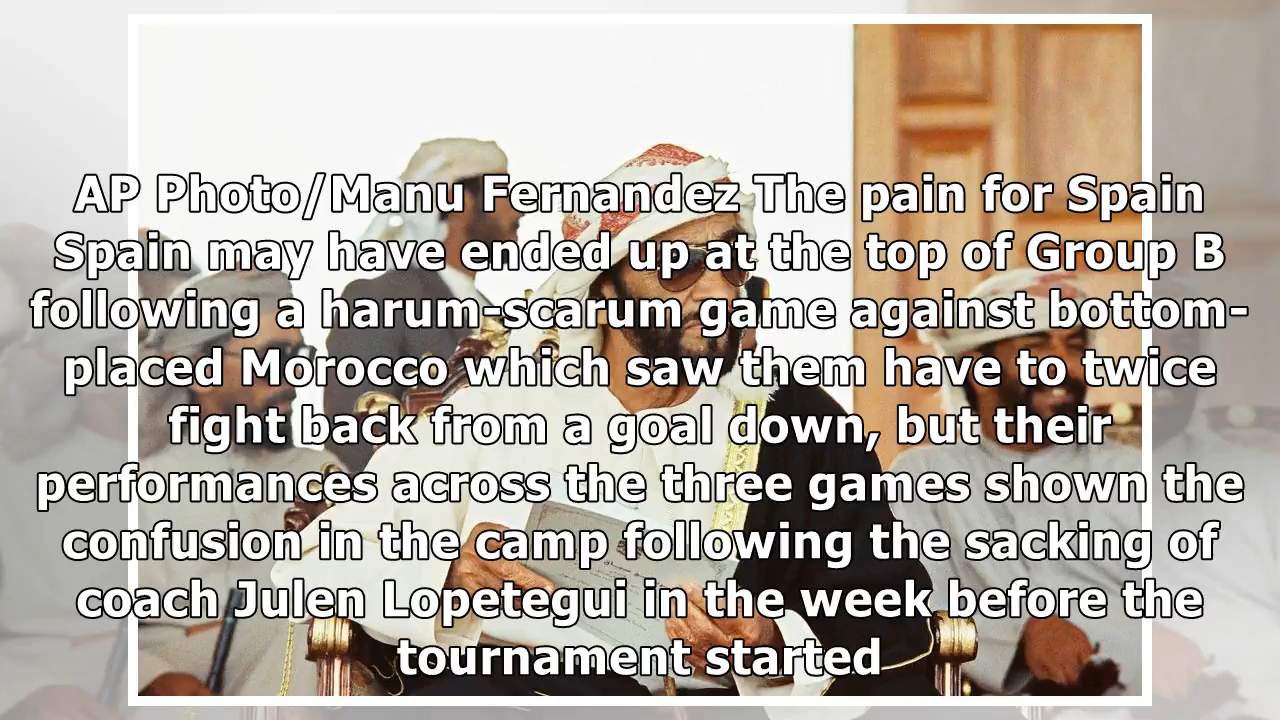 AP Photo/Manu Fernandez The pain for Spain
Spain may have ended up at the top of Group B
following a harum-scarum game against bottom-
placed Morocco which saw them have to twice
fight back from a goal down, but their
performances across the three games shown the
confusion in the camp following the sacking of
coach Julen Lopetegui in the week before the
tournament started